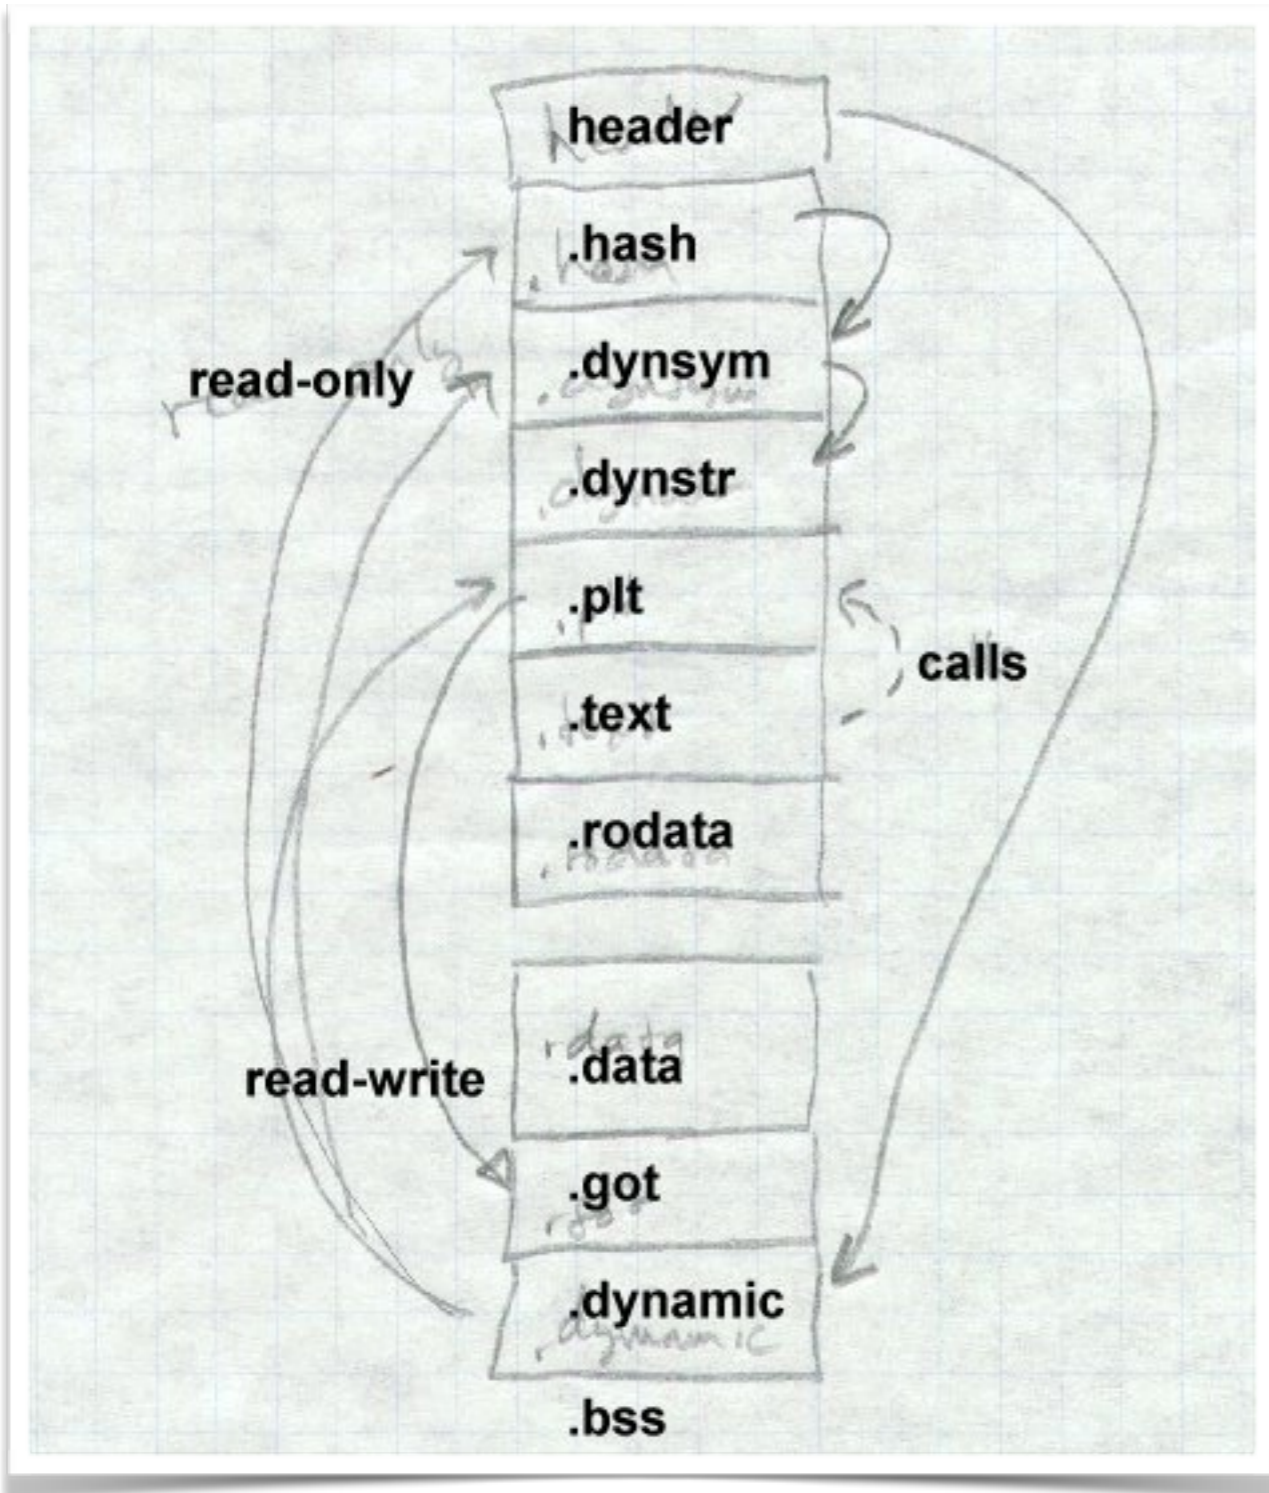 header
.hash
.dynsym
read-only
.dynstr
.plt
calls
.text
.rodata
.data
read-write
.got
.dynamic
.bss